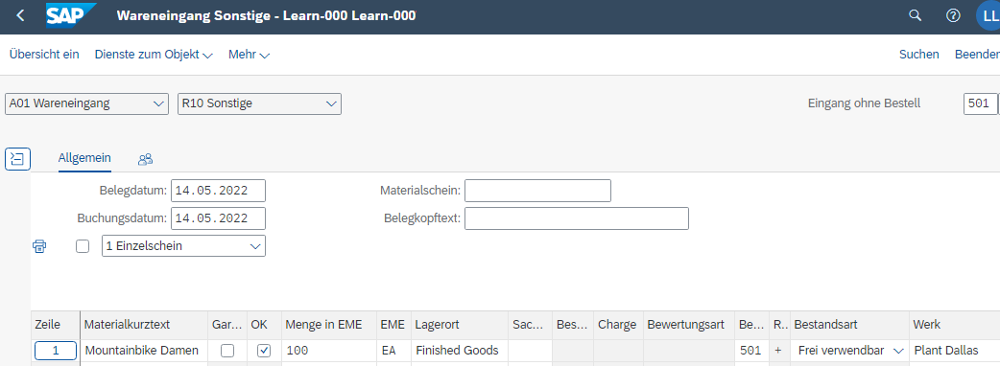 SAP Wareneingang Sonstige - Learn-000 Learn-000 LL
Übersicht ein Dienste zum Objekt Mehr Suchen Beenden
A01 Wareneingang R10 Sonstige Eingang ohne Bestell 501
Allgemein
Belegdatum: 14.05.2022 Materialschein:
Buchungsdatum: 14.05.2022 Belegkopftext:
1 Einzelschein
Zeile Materialkurztext Gar... OK Menge in EME EME Lagerort Sac... Bes... Charge Bewertungsart Be... R.. Bestandsart Werk
1 Mountainbike Damen 100 EA Finished Goods 501 + Frei verwendbar Plant Dallas